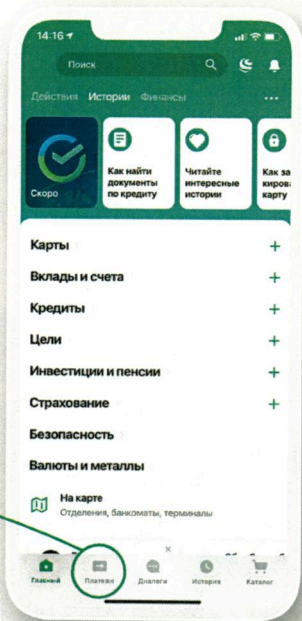 14:16
Поиск
Действия Истории Финансы
Скоро
Как найти
документы
по кредиту
Читайте
интересные
истории
Как за
кирова
карту
Карты
Вклады и счета
Кредиты
Цели
Инвестиции и пенсии
Страхование
Безопасность
Валюты и металлы
На карте
Отделения, банкоматы, терминалы
Главный Платежи Диалоги История Каталог